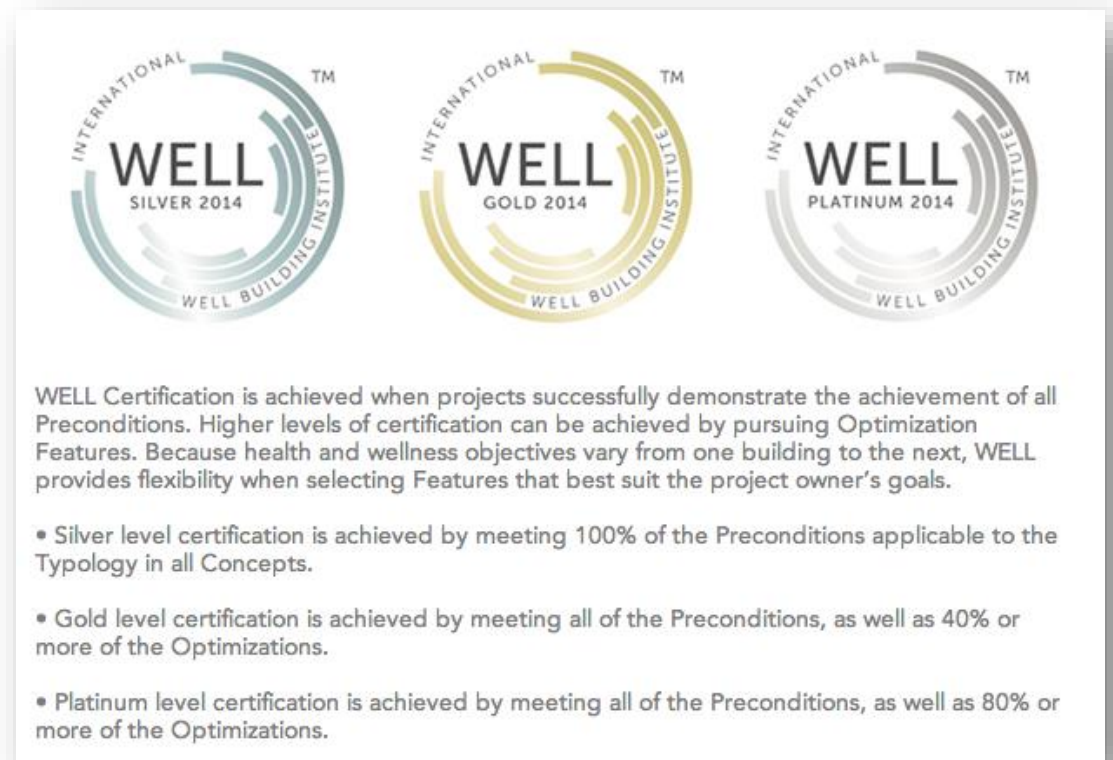 INTERNATIONAL
WELL
SILVER 2014
WELL BUILDING INSTITUTE
TM
INTERNATIONAL
WELL
GOLD 2014
WELL BUILDING INSTITUTE
TM
INTERNATIONAL
WELL
PLATINUM 2014
WELL BUILDING INSTITUTE
TM
WELL Certification is achieved when projects successfully demonstrate the achievement of all
Preconditions. Higher levels of certification can be achieved by pursuing Optimization
Features. Because health and wellness objectives vary from one building to the next, WELL
provides flexibility when selecting Features that best suit the project owner’s goals.
• Silver level certification is achieved by meeting 100% of the Preconditions applicable to the
Typology in all Concepts.
• Gold level certification is achieved by meeting all of the Preconditions, as well as 40% or
more of the Optimizations.
• Platinum level certification is achieved by meeting all of the Preconditions, as well as 80% or
more of the Optimizations.